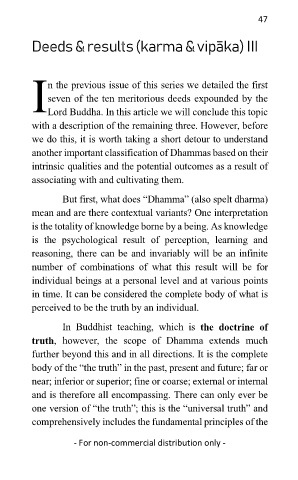 47
Deeds & results (karma & vipāka) III
In the previous issue of this series we detailed the first
seven of the ten meritorious deeds expounded by the
Lord Buddha. In this article we will conclude this topic
with a description of the remaining three. However, before
we do this, it is worth taking a short detour to understand
another important classification of Dhammas based on their
intrinsic qualities and the potential outcomes as a result of
associating with and cultivating them.
But first, what does “Dhamma” (also spelt dharma)
mean and are there contextual variants? One interpretation
is the totality of knowledge borne by a being. As knowledge
is the psychological result of perception, learning and
reasoning, there can be and invariably will be an infinite
number of combinations of what this result will be for
individual beings at a personal level and at various points
in time. It can be considered the complete body of what is
perceived to be the truth by an individual.
In Buddhist teaching, which is the doctrine of
truth, however, the scope of Dhamma extends much
further beyond this and in all directions. It is the complete
body of the “the truth” in the past, present and future; far or
near; inferior or superior; fine or coarse; external or internal
and is therefore all encompassing. There can only ever be
one version of “the truth”; this is the “universal truth” and
comprehensively includes the fundamental principles of the
- For non-commercial distribution only -